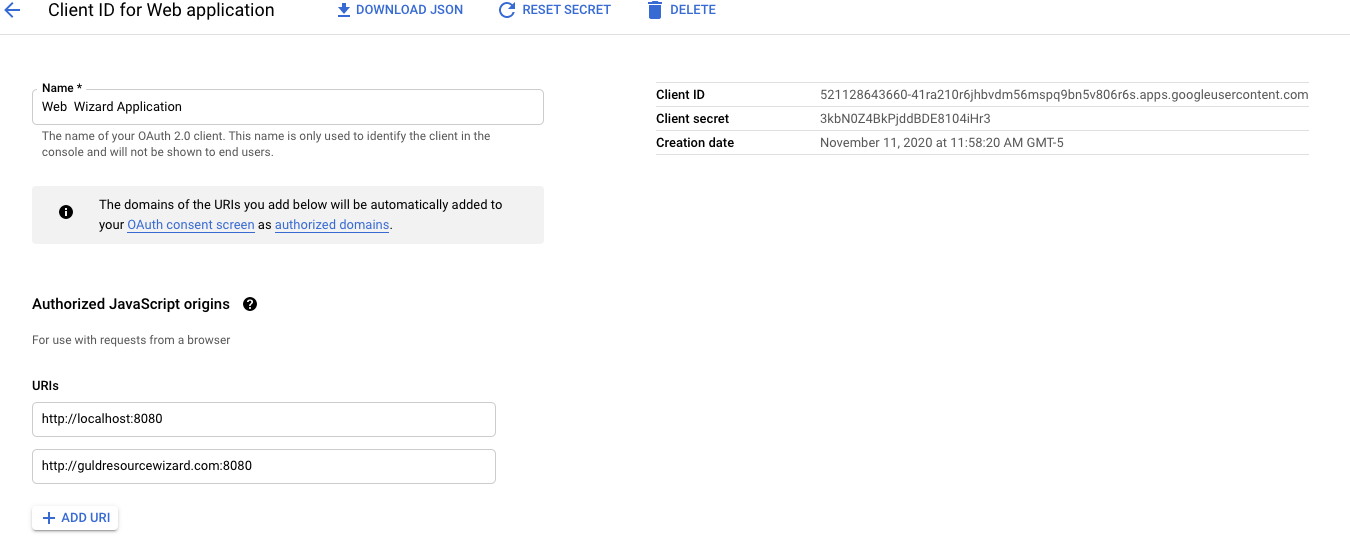 Client ID for Web application
DOWNLOAD JSON
RESET SECRET
DELETE
Name *
Web  Wizard Application
The name of your OAuth 2.0 client. This name is only used to identify the client in the
console and will not be shown to end users.
The domains of the URIs you add below will be automatically added to
your OAuth consent screen as authorized domains.
Client ID 521128643660-41ra210r6jhbvdm56mspq9bn5v806r6s.apps.googleusercontent.com
Client secret 3kbN0Z4BkPjddBDE8104iHr3
Creation date November 11, 2020 at 11:58:20 AM GMT-5
Authorized JavaScript origins
For use with requests from a browser
URIs
http://localhost:8080
http://guldresourcewizard.com:8080
ADD URI